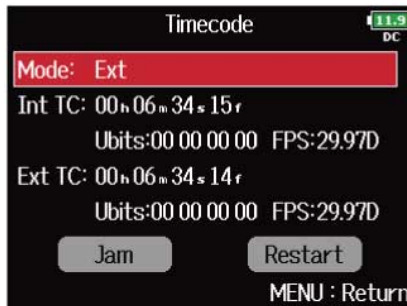 Timecode
11.9
DC
Mode: Ext
Int TC: 00h06m34s15f
Ubits:00 00 00 00 FPS:29.97D
Ext TC: 00h06m34s14f
Ubits:00 00 00 00 FPS:29.97D
Jam Restart
MENU : Return